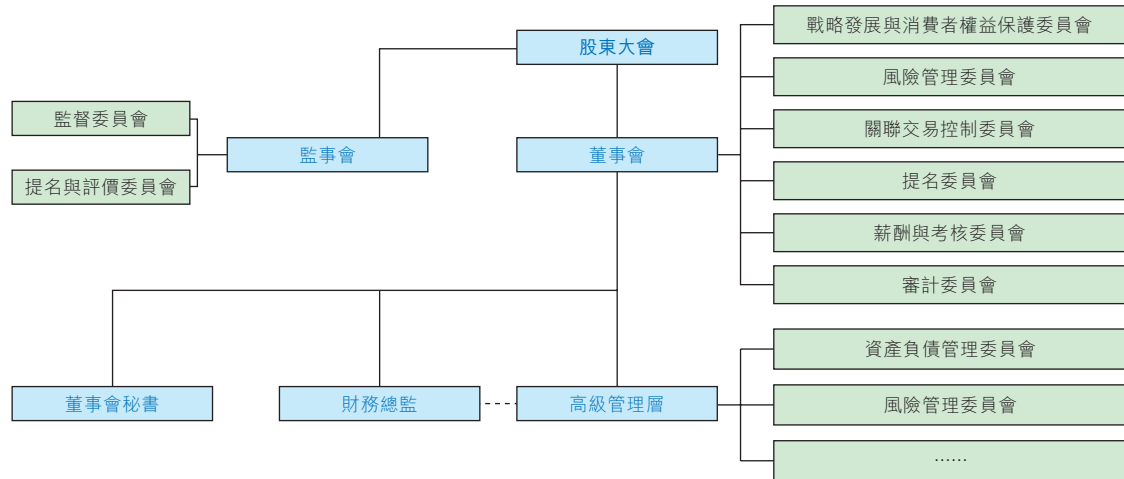 股東大會
戰略發展與消費者權益保護委員會
風險管理委員會
關聯交易控制委員會
提名委員會
薪酬與考核委員會
審計委員會
監督委員會
提名與評價委員會
監事會
董事會
董事會秘書
財務總監
高級管理層
資產負債管理委員會
風險管理委員會
……